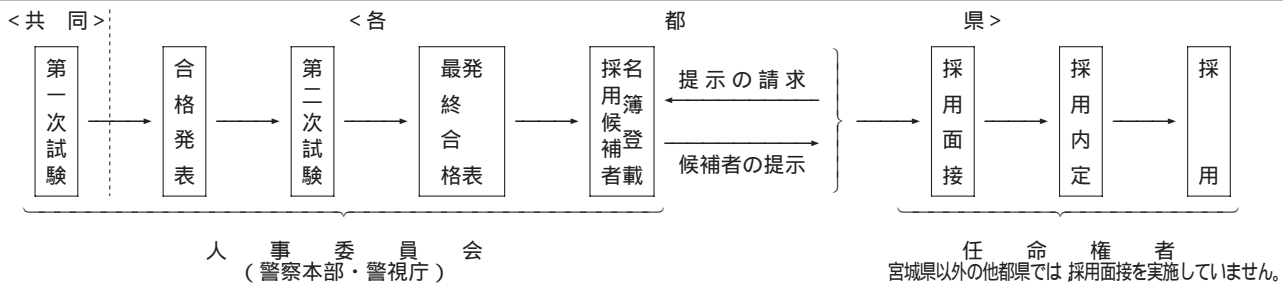 <共同> <各都県>
第一次試験
合格発表
第二次試験
最終合格
発表
採用候補者
名簿登載
提示の請求
候補者の提示
採用面接
採用内定
採用
人事委員会
(警察本部・警視庁)
任命権者
宮城県以外の他都県では 採用面接を実施していません。